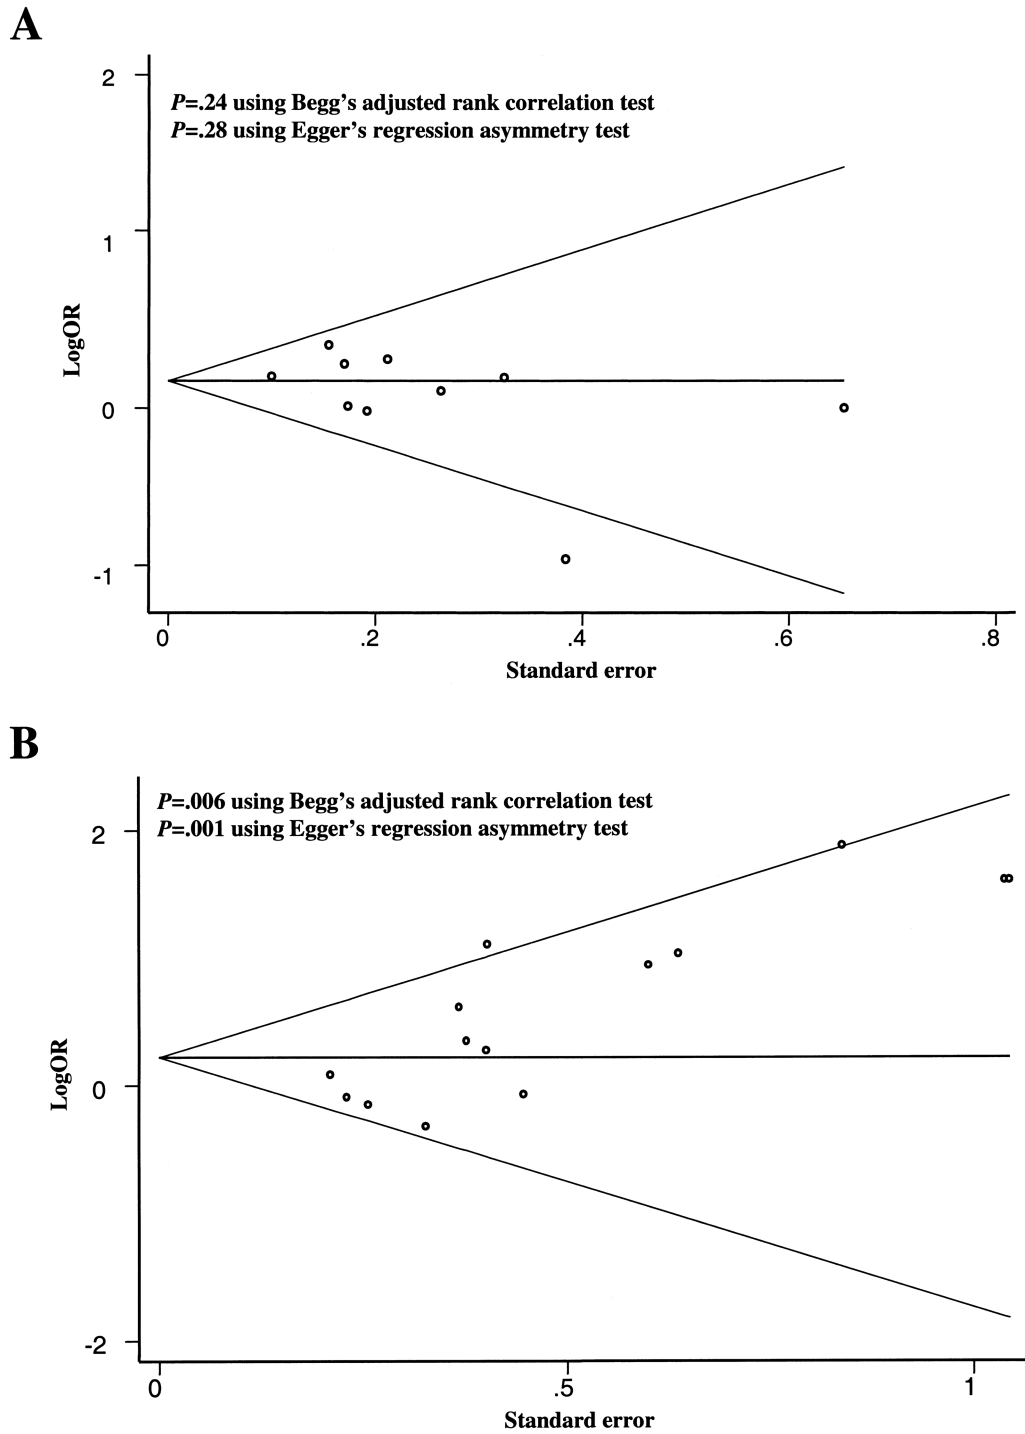 A
2
P=.24 using Begg's adjusted rank correlation test
P=.28 using Egger's regression asymmetry test
1
LogOR
0
-1
0 .2 .4 .6 .8
Standard error
B
P=.006 using Begg's adjusted rank correlation test
P=.001 using Egger's regression asymmetry test
2
LogOR
0
-2
0 .5 1
Standard error